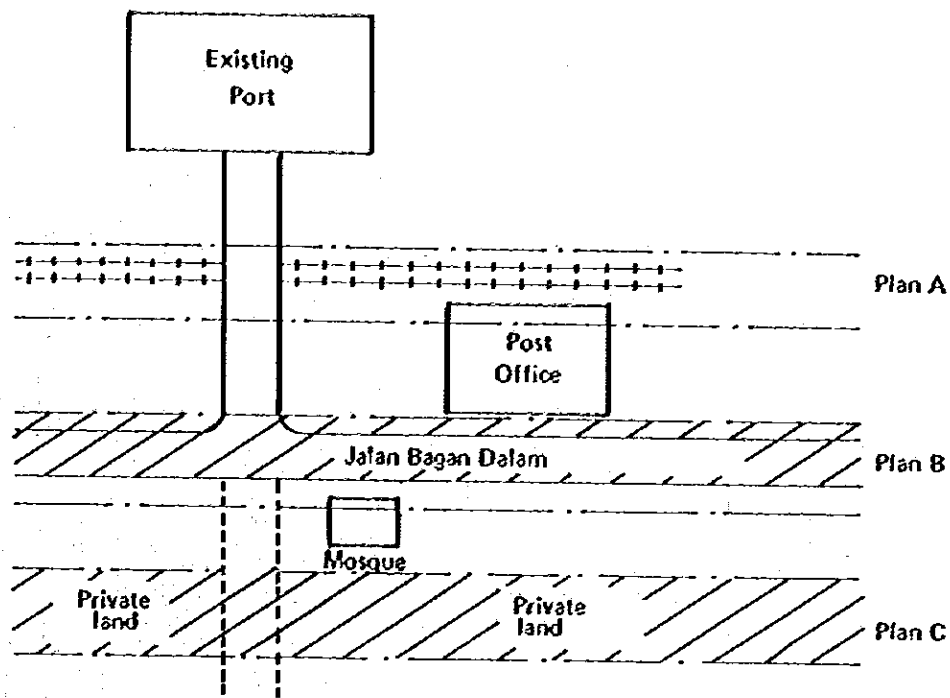 Existing
Port
Plan A
Post
Office
Jalan Bagan Dalam
Plan B
Mosque
Private
land
Private
land
Plan C